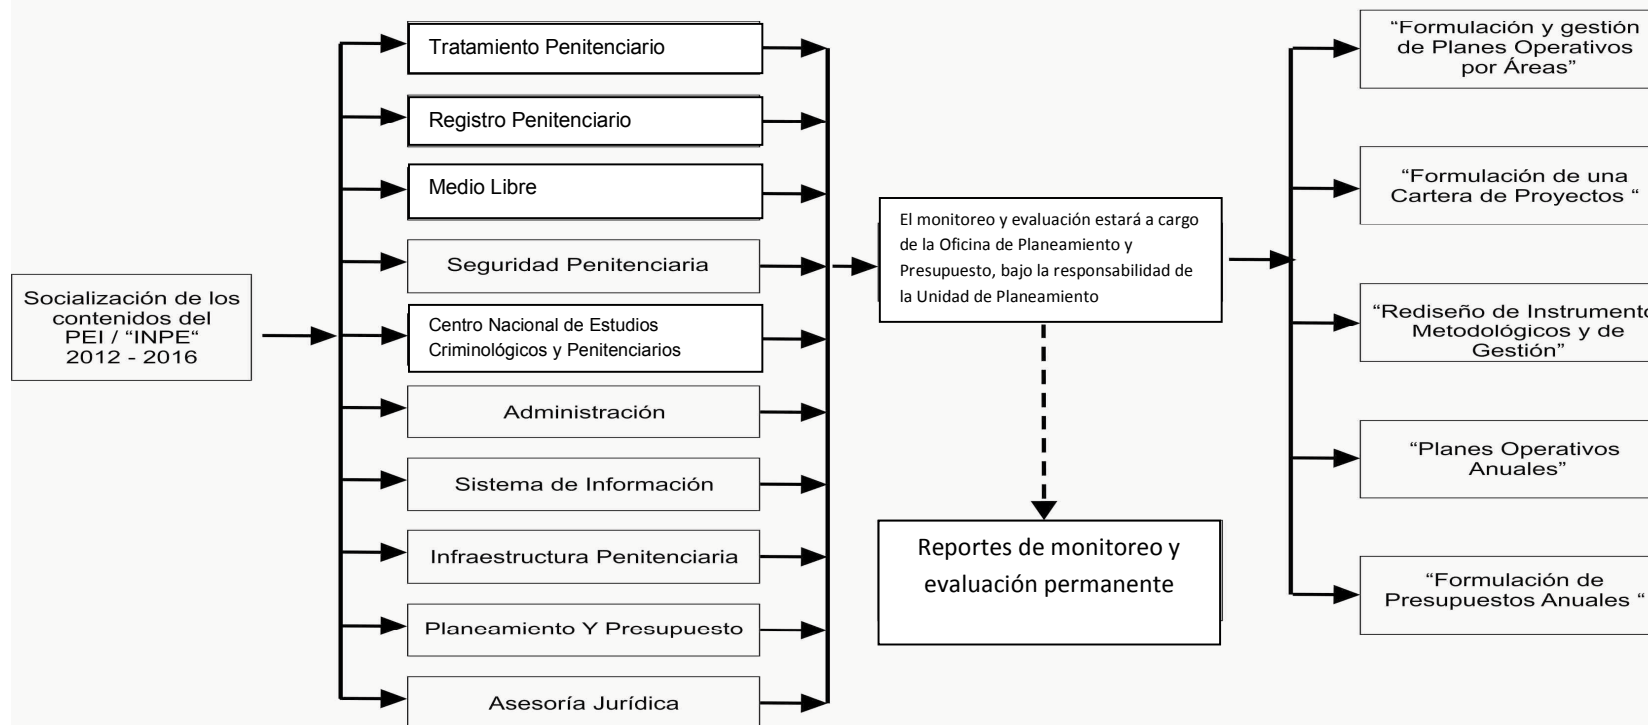 Socialización de los
contenidos del
PEI / “INPE“
2012 - 2016
Tratamiento Penitenciario
Registro Penitenciario
Medio Libre
Seguridad Penitenciaria
Centro Nacional de Estudios
Criminológicos y Penitenciarios
Administración
Sistema de Información
Infraestructura Penitenciaria
Planeamiento Y Presupuesto
Asesoría Jurídica
El monitoreo y evaluación estará a cargo
de la Oficina de Planeamiento y
Presupuesto, bajo la responsabilidad de
la Unidad de Planeamiento
Reportes de monitoreo y
evaluación permanente
“Formulación y gestión
de Planes Operativos
por Áreas”
“Formulación de una
Cartera de Proyectos “
“Rediseño de Instrumento
Metodológicos y de
Gestión”
“Planes Operativos
Anuales”
“Formulación de
Presupuestos Anuales “